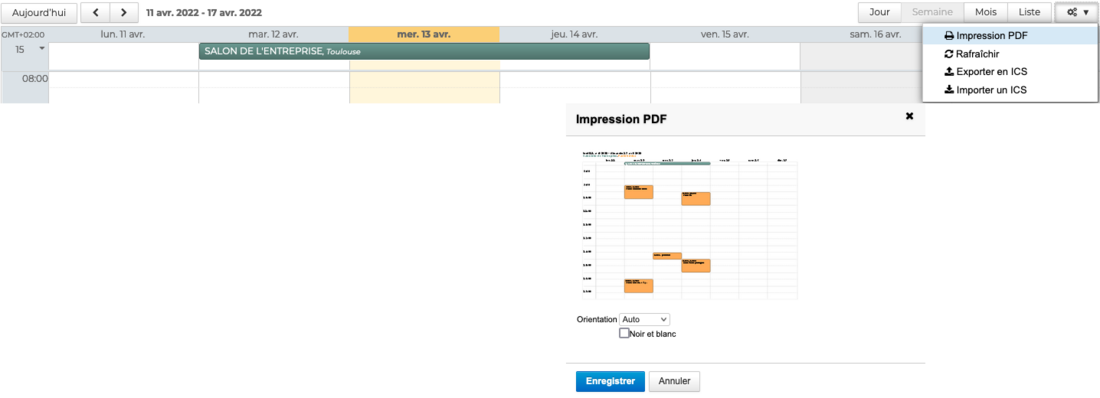 Aujourd'hui 11 avr. 2022 - 17 avr. 2022 Jour Semaine Mois Liste
GMT+02:00 lun. 11 avr. mar. 12 avr. mer. 13 avr. jeu. 14 avr. ven. 15 avr. sam. 16 avr.
Impression PDF
15 SALON DE L'ENTREPRISE, Toulouse
Rafraîchir
Exporter en ICS
08:00
Importer un ICS
Impression PDF
Orientation Auto
Noir et blanc
Enregistrer Annuler